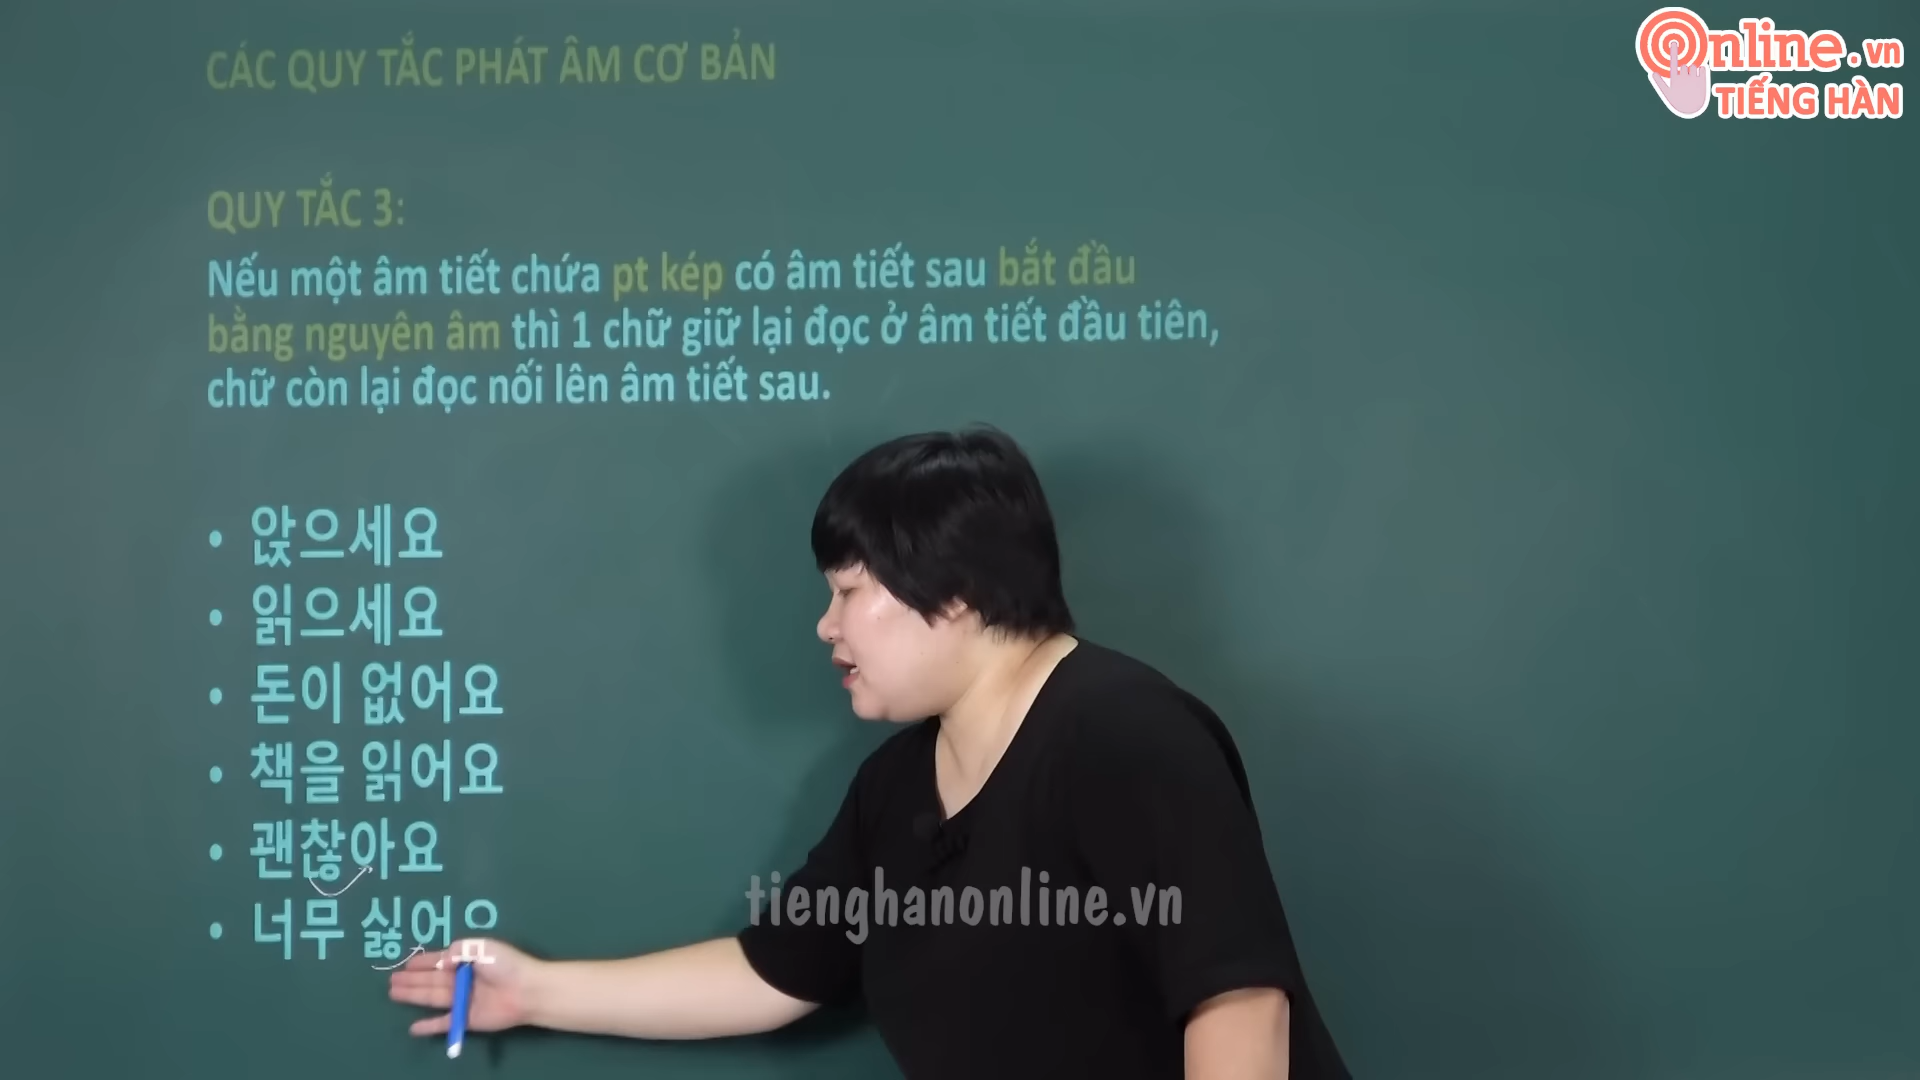 CÁC QUY TẮC PHÁT ÂM CƠ BẢN
Online.vn
TIẾNG HÀN
QUY TẮC 3:
Nếu một âm tiết chứa pt kép có âm tiết sau bắt đầu
bằng nguyên âm thì 1 chữ giữ lại đọc ở âm tiết đầu tiên,
chữ còn lại đọc nối lên âm tiết sau.
• 앉으세요
• 읽으세요
• 돈이 없어요
• 책을 읽어요
• 괜찮아요
• 너무 싫어요
tienghanonline.vn